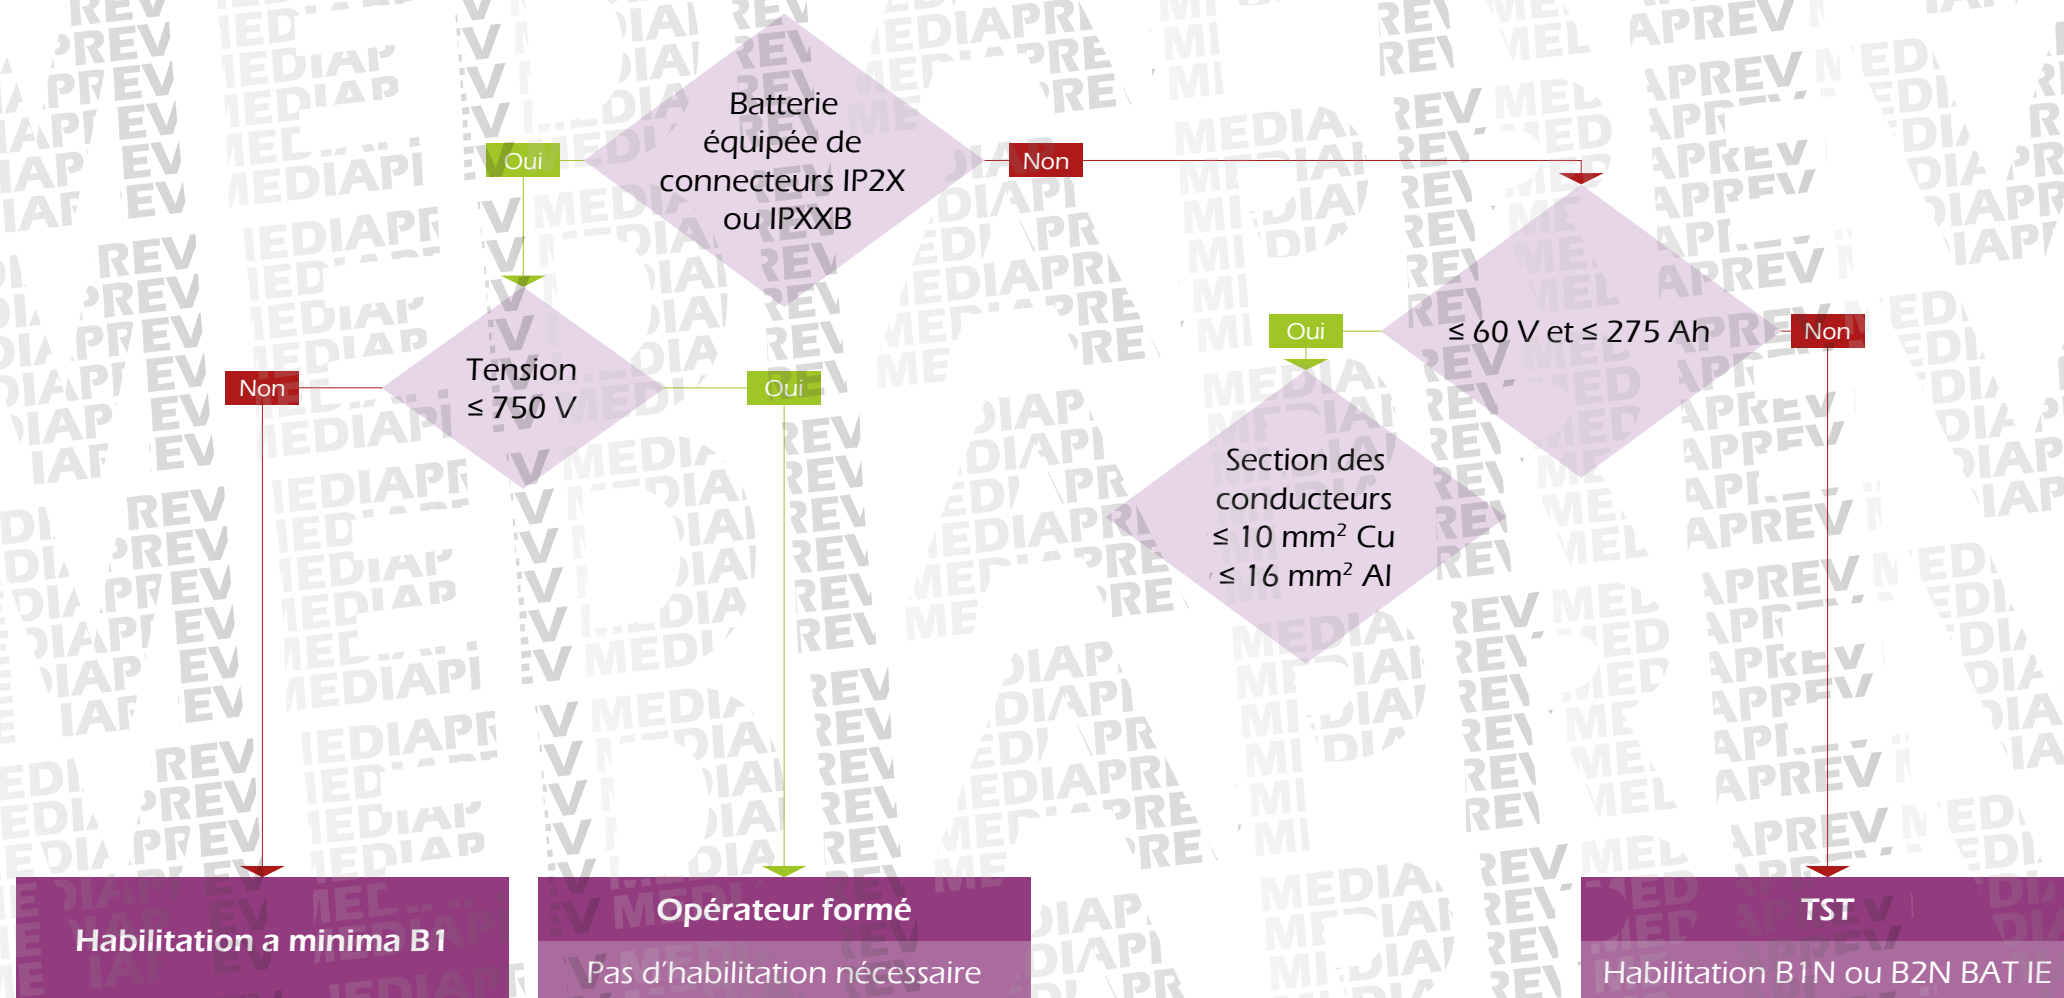 Batterie
équipée de
connecteurs IP2X
ou IPXXB
Oui
Non
Tension
≤ 750 V
Non
Oui
≤ 60 V et ≤ 275 Ah
Oui
Non
Section des
conducteurs
≤ 10 mm² Cu
≤ 16 mm² Al
Habilitation a minima B1
Opérateur formé
Pas d'habilitation nécessaire
TST
Habilitation B1N ou B2N BAT IE